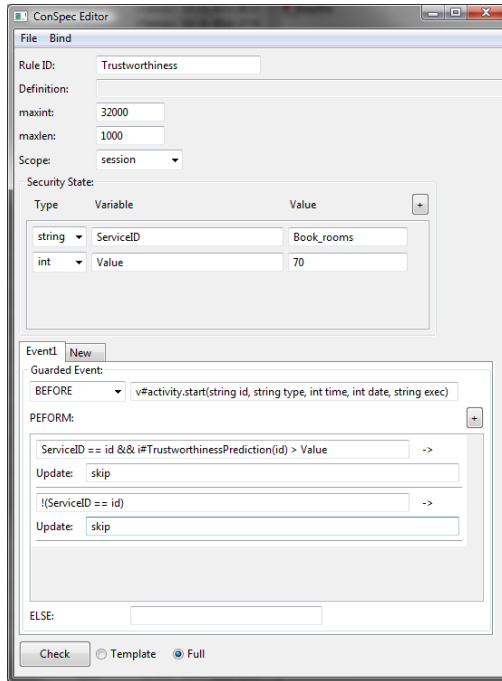 ConSpec Editor
File Bind
Rule ID: Trustworthiness
Definition:
maxint: 32000
maxlen: 1000
Scope: session
Security State:
Type Variable Value +
string ServiceID Book_rooms
int Value 70
Event1 New
Guarded Event:
BEFORE v#activity.start(string id, string type, int time, int date, string exec)
PEFORM: +
ServiceID == id && i#TrustworthinessPrediction(id) > Value ->
Update: skip
!(ServiceID == id) ->
Update: skip
ELSE:
Check Template Full